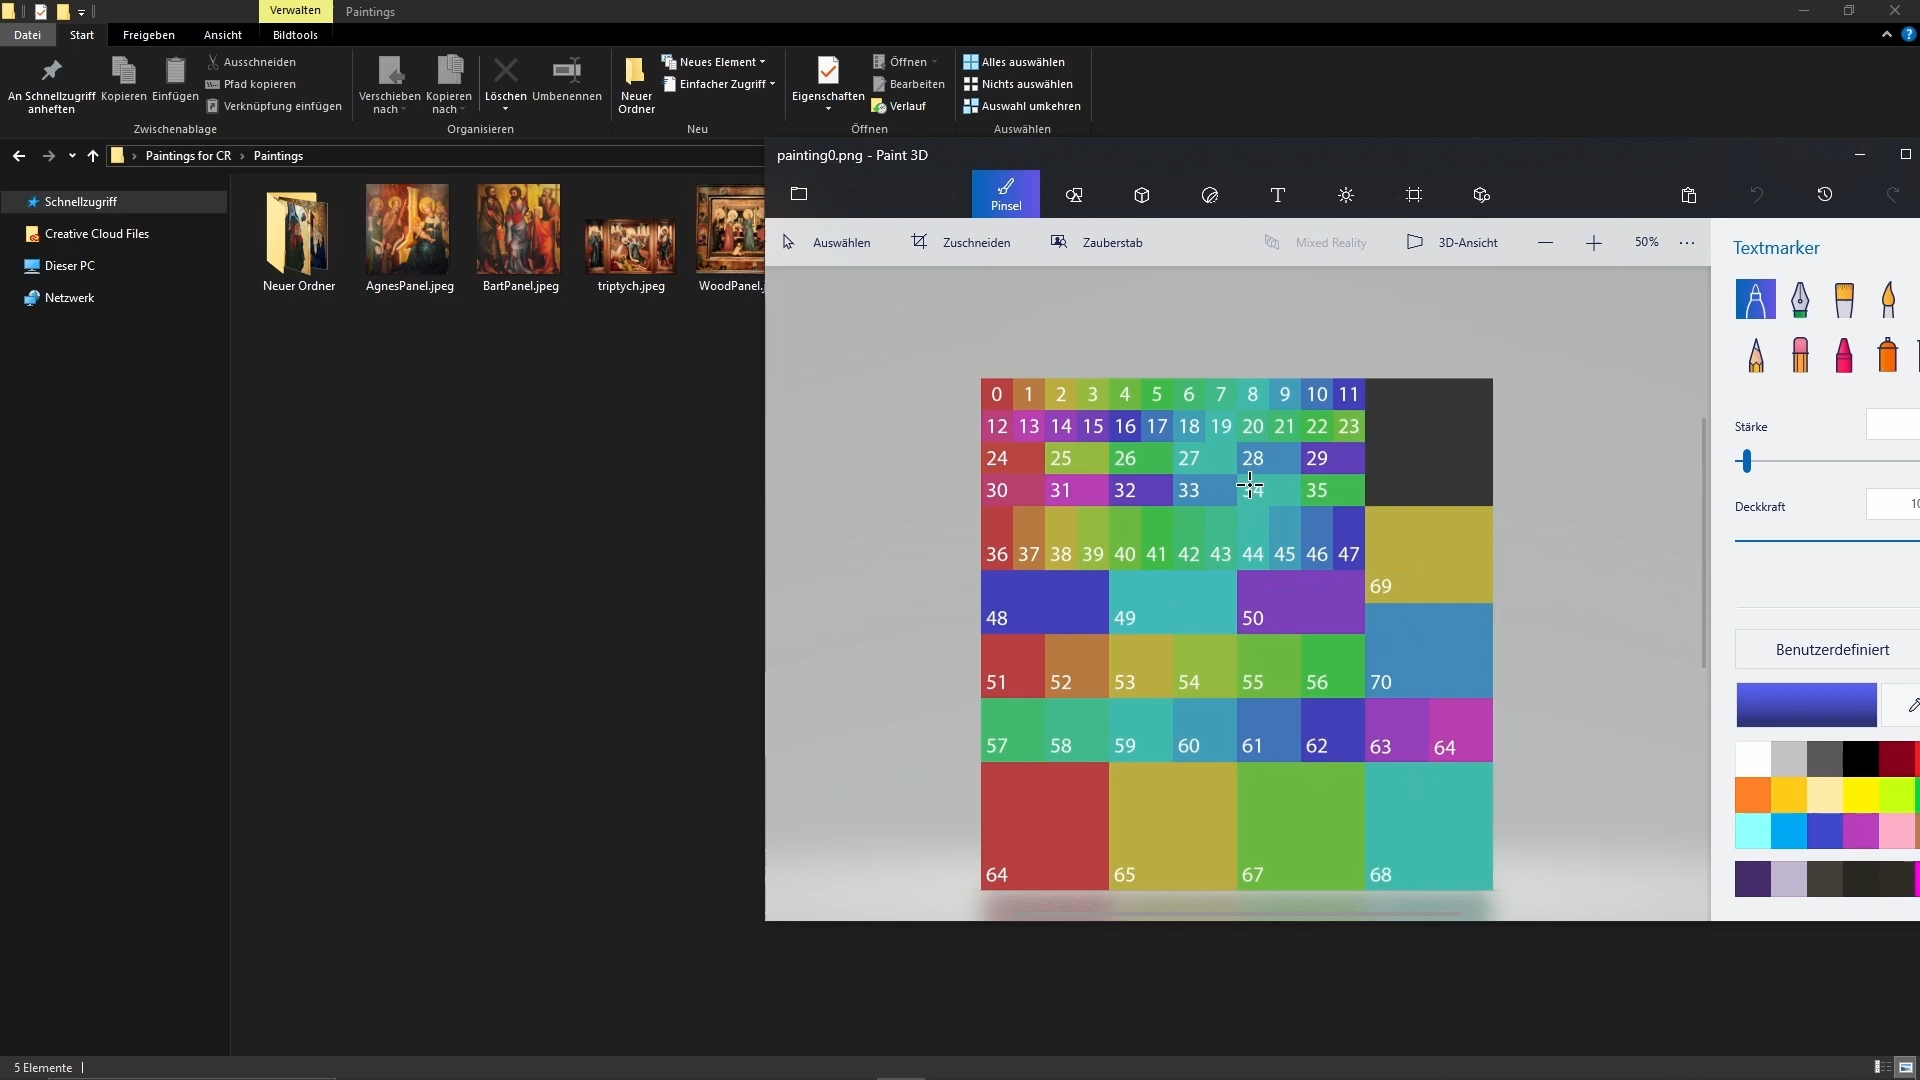 Verwalten
Paintings
Datei
Start
Freigeben
Ansicht
Bildtools
An Schnellzugriff anheften
Kopieren
Einfügen
Ausschneiden
Pfad kopieren
Verknüpfung einfügen
Zwischenablage
Verschieben nach
Kopieren nach
Löschen
Umbenennen
Organisieren
Neuer Ordner
Neues Element
Einfacher Zugriff
Neu
Eigenschaften
Öffnen
Bearbeiten
Verlauf
Öffnen
Alles auswählen
Nichts auswählen
Auswahl umkehren
Auswählen
Paintings for CR
Paintings
Schnellzugriff
Creative Cloud Files
Dieser PC
Netzwerk
Neuer Ordner
AgnesPanel.jpeg
BartPanel.jpeg
triptych.jpeg
WoodPanel.j
painting0.png - Paint 3D
Pinsel
Auswählen
Zuschneiden
Zauberstab
Mixed Reality
3D-Ansicht
50%
Textmarker
Stärke
Deckkraft
10
Benutzerdefiniert
0 1 2 3 4 5 6 7 8 9 10 11
12 13 14 15 16 17 18 19 20 21 22 23
24 25 26 27 28 29
30 31 32 33 34 35
36 37 38 39 40 41 42 43 44 45 46 47
69
48 49 50
51 52 53 54 55 56 70
57 58 59 60 61 62 63 64
64 65 67 68
5 Elemente